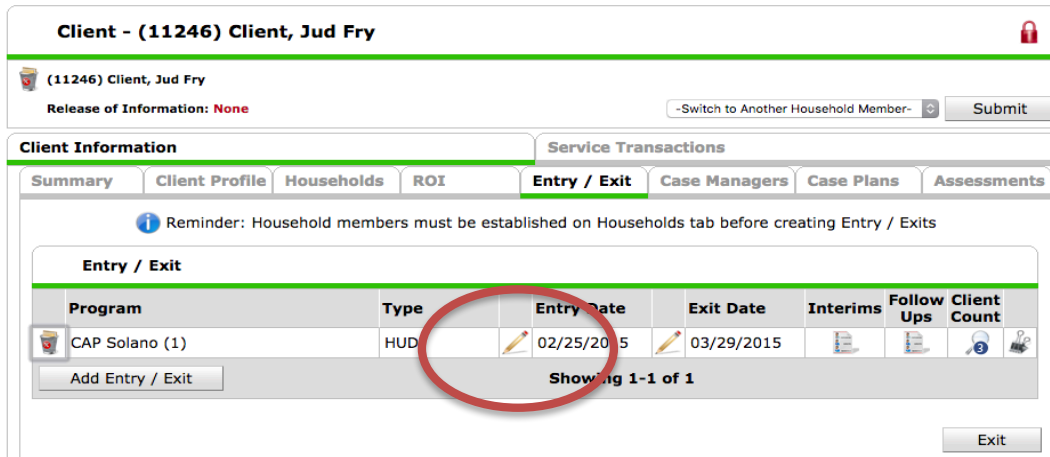 Client - (11246) Client, Jud Fry
(11246) Client, Jud Fry
Release of Information: None
-Switch to Another Household Member-
Submit
Client Information
Service Transactions
Summary
Client Profile
Households
ROI
Entry / Exit
Case Managers
Case Plans
Assessments
Reminder: Household members must be established on Households tab before creating Entry / Exits
Entry / Exit
Program
Type
Entry Date
Exit Date
Interims
Follow Ups
Client Count
CAP Solano (1)
HUD
02/25/2015
03/29/2015
3
Add Entry / Exit
Showing 1-1 of 1
Exit